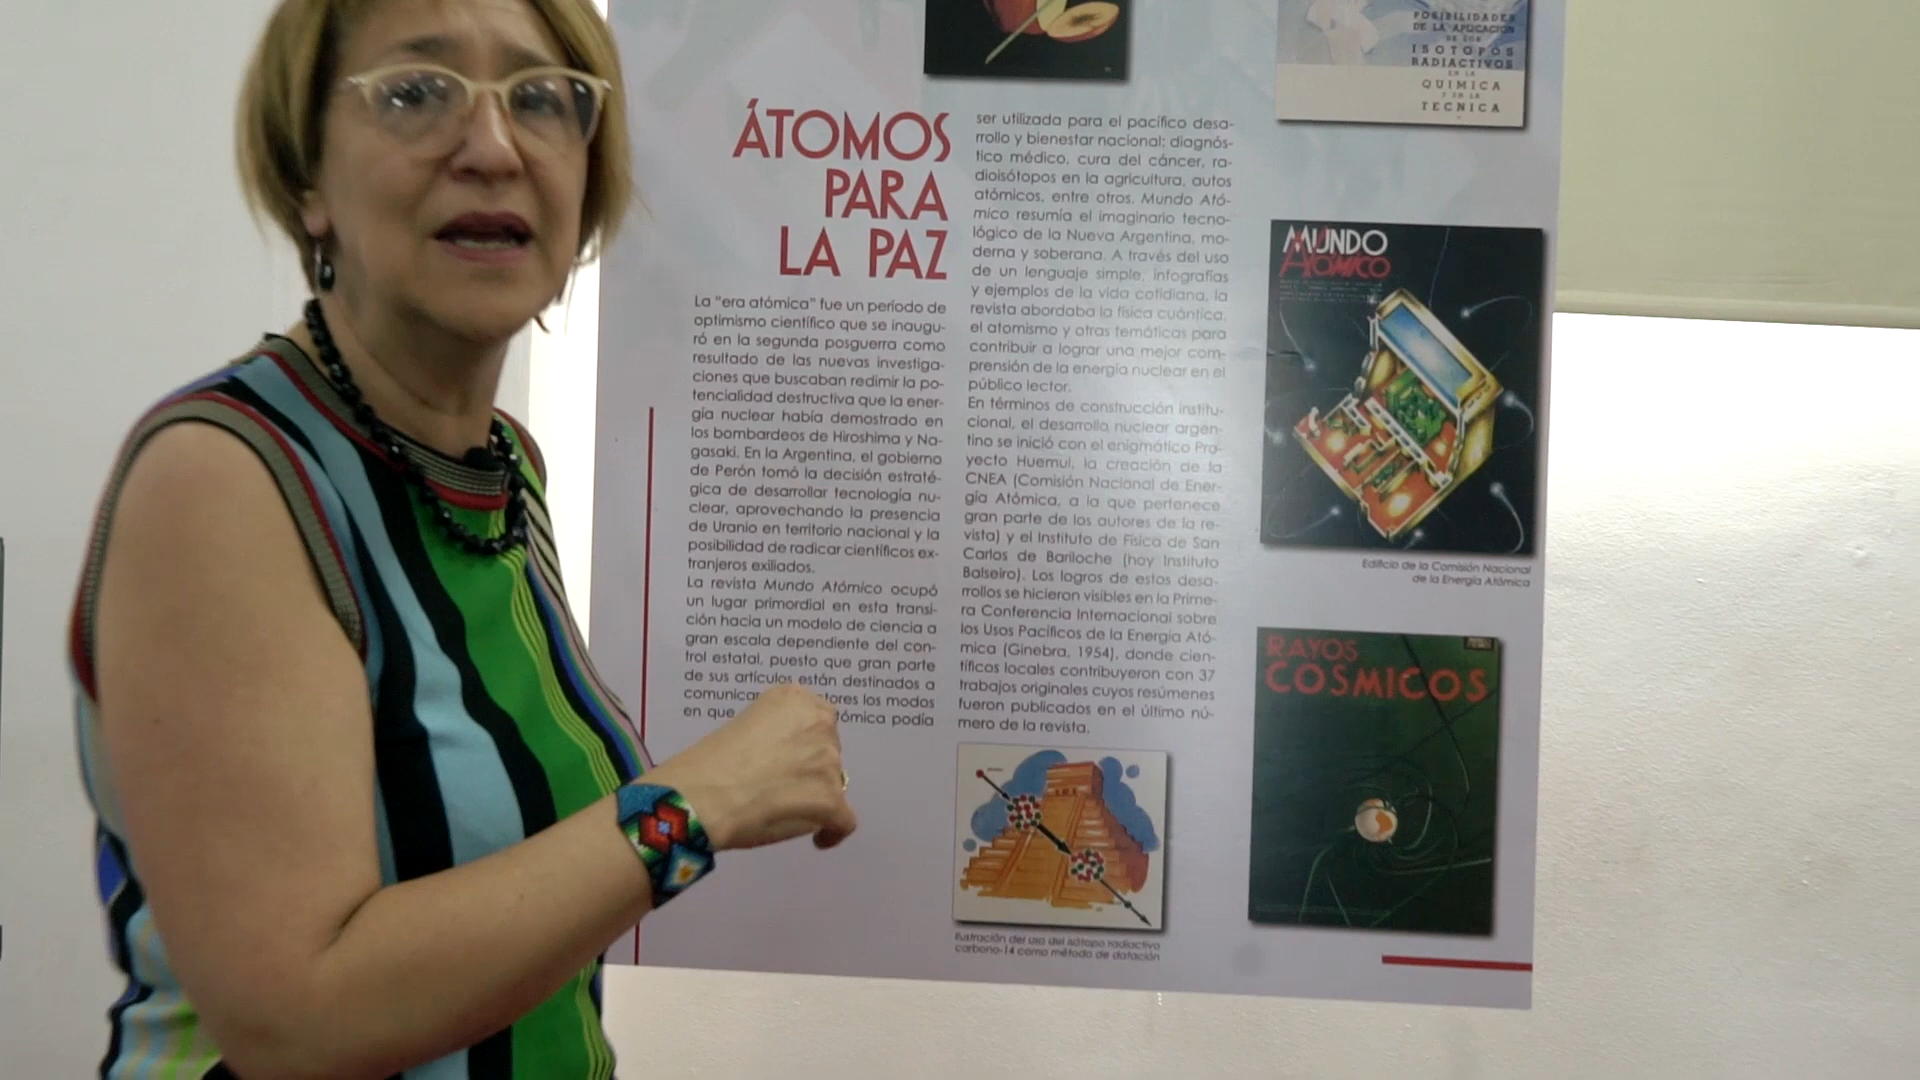 POSIBILIDADES
DE LA APLICACION
DE LOS
ISOTOPOS
RADIACTIVOS
EN LA
QUIMICA
Y EN LA
TECNICA
ÁTOMOS
PARA
LA PAZ
La "era atómica" fue un período de
optimismo científico que se inaugu-
ró en la segunda posguerra como
resultado de las nuevas investiga-
ciones que buscaban redimir la po-
tencialidad destructiva que la ener-
gía nuclear había demostrado en
los bombardeos de Hiroshima y Na-
gasaki. En la Argentina, el gobierno
de Perón tomó la decisión estraté-
gica de desarrollar tecnología nu-
clear, aprovechando la presencia
de Uranio en territorio nacional y la
posibilidad de radicar científicos ex-
tranjeros exiliados.
La revista Mundo Atómico ocupó
un lugar primordial en esta transi-
ción hacia un modelo de ciencia a
gran escala dependiente del con-
trol estatal, puesto que gran parte
de sus artículos están destinados a
comunicar tores los modos
en que tómica podía
ser utilizada para el pacífico desa-
rrollo y bienestar nacional: diagnós-
tico médico, cura del cáncer, ra-
dioisótopos en la agricultura, autos
atómicos, entre otros. Mundo Ató-
mico resumía el imaginario tecno-
lógico de la Nueva Argentina, mo-
derna y soberana. A través del uso
de un lenguaje simple, infografías
y ejemplos de la vida cotidiana, la
revista abordaba la física cuántica,
el atomismo y otras temáticas para
contribuir a lograr una mejor com-
prensión de la energía nuclear en el
público lector.
En términos de construcción institu-
cional, el desarrollo nuclear argen-
tino se inició con el enigmático Pro-
yecto Huemul, la creación de la
CNEA (Comisión Nacional de Ener-
gía Atómica, a la que pertenece
gran parte de los autores de la re-
vista) y el Instituto de Física de San
Carlos de Bariloche (hoy Instituto
Balseiro). Los logros de estos desa-
rrollos se hicieron visibles en la Prime-
ra Conferencia Internacional sobre
los Usos Pacíficos de la Energía Ató-
mica (Ginebra, 1954), donde cien-
tíficos locales contribuyeron con 37
trabajos originales cuyos resúmenes
fueron publicados en el último nú-
mero de la revista.
MUNDO
ATOMICO
Edificio de la Comisión Nacional
de la Energía Atómica
RAYOS
COSMICOS
Ilustración del uso del isótopo radiactivo
carbono-14 como método de datación